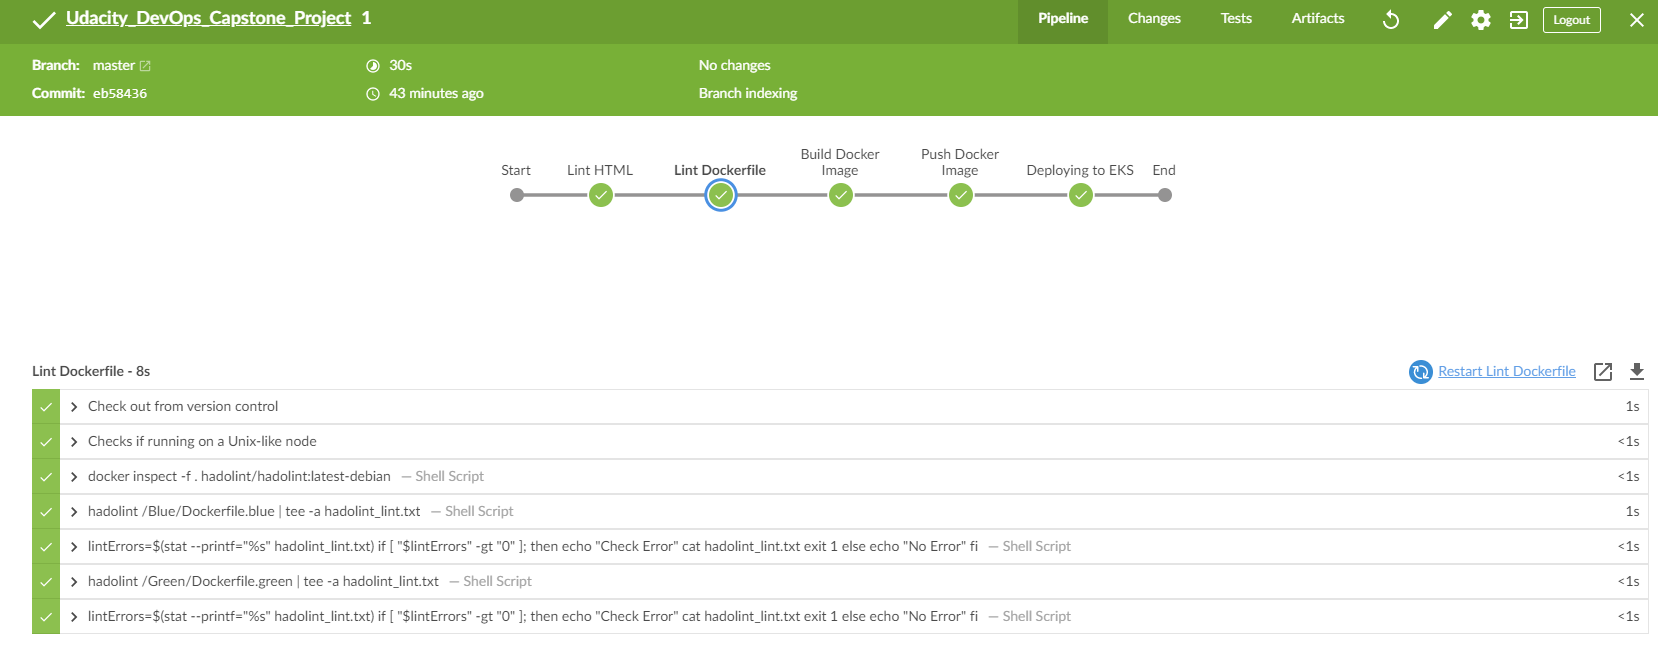 Udacity_DevOps_Capstone_Project 1
Pipeline Changes Tests Artifacts Logout
Branch: master 30s No changes
Commit: eb58436 43 minutes ago Branch indexing
Start Lint HTML Lint Dockerfile Build Docker Image Push Docker Image Deploying to EKS End
Lint Dockerfile - 8s Restart Lint Dockerfile
Check out from version control 1s
Checks if running on a Unix-like node <1s
docker inspect -f . hadolint/hadolint:latest-debian — Shell Script <1s
hadolint /Blue/Dockerfile.blue | tee -a hadolint_lint.txt — Shell Script 1s
lintErrors=$(stat --printf="%s" hadolint_lint.txt) if [ "$lintErrors" -gt "0" ]; then echo "Check Error" cat hadolint_lint.txt exit 1 else echo "No Error" fi — Shell Script <1s
hadolint /Green/Dockerfile.green | tee -a hadolint_lint.txt — Shell Script <1s
lintErrors=$(stat --printf="%s" hadolint_lint.txt) if [ "$lintErrors" -gt "0" ]; then echo "Check Error" cat hadolint_lint.txt exit 1 else echo "No Error" fi — Shell Script <1s